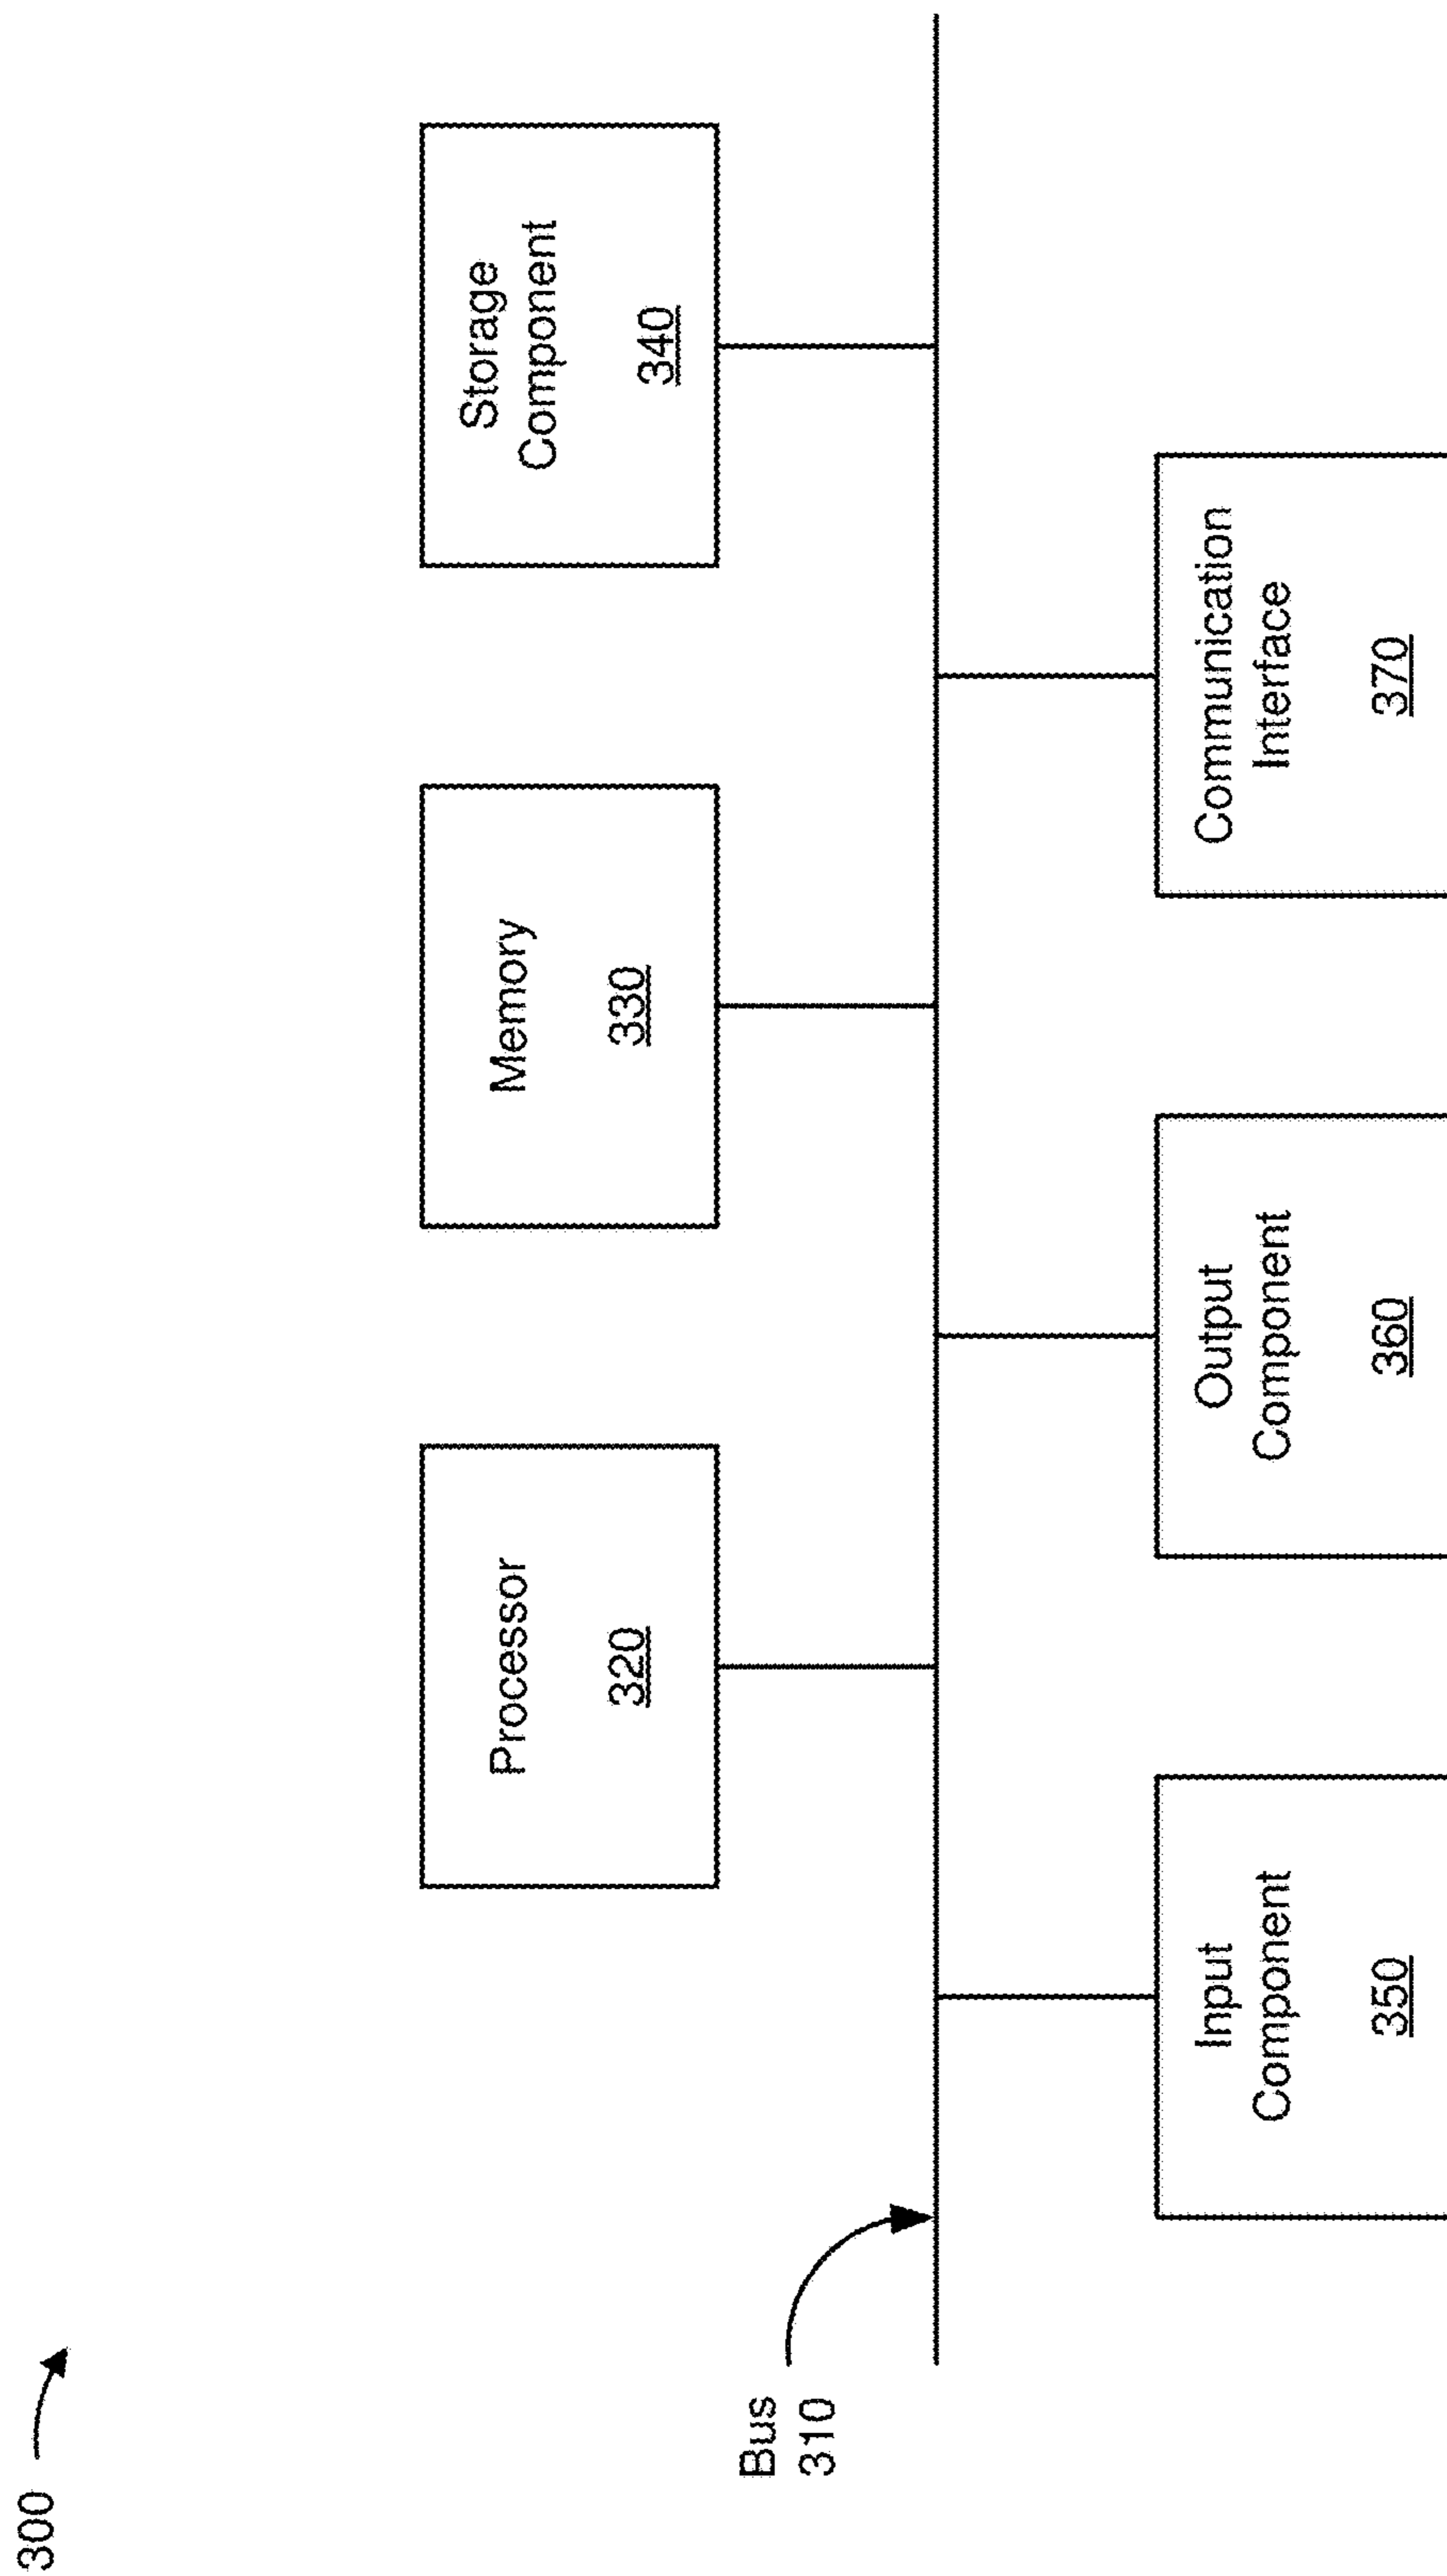 300
Processor
320
Memory
330
Storage
Component
340
Bus
310
Input
Component
350
Output
Component
360
Communication
Interface
370